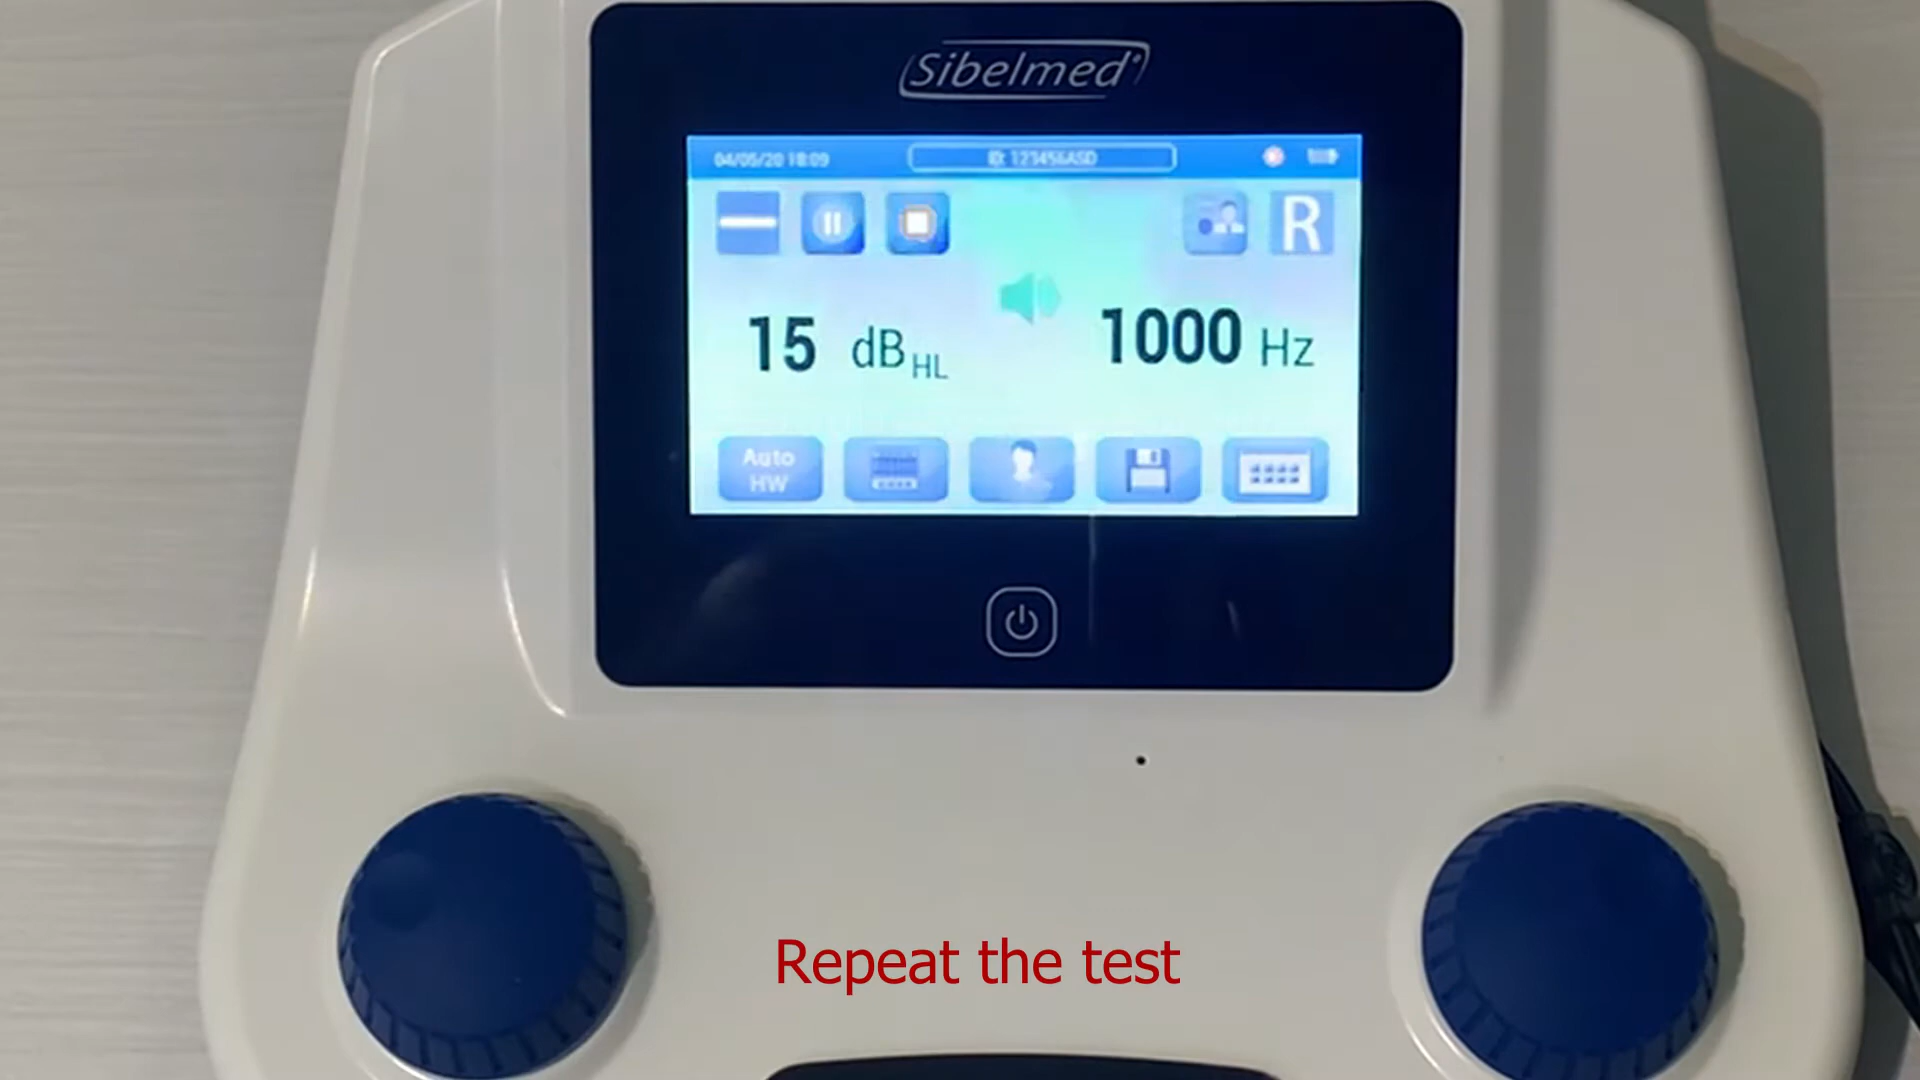 Sibelmed®
04/05/20 18:09
ID: 123456ASD
R
15 dB HL
1000 Hz
Auto
HW
Repeat the test